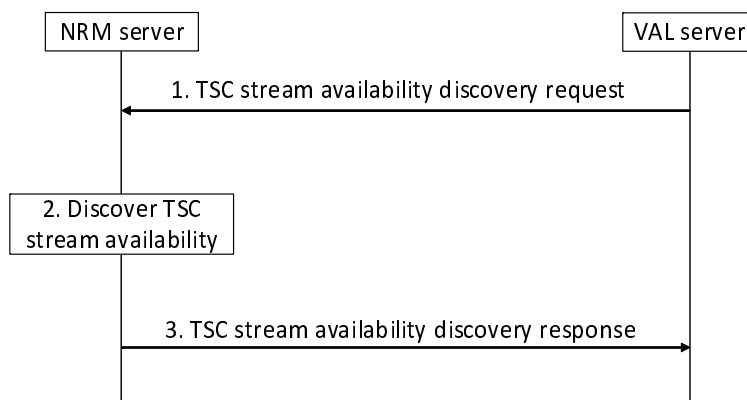 NRM server
VAL server
1. TSC stream availability discovery request
2. Discover TSC
stream availability
3. TSC stream availability discovery response